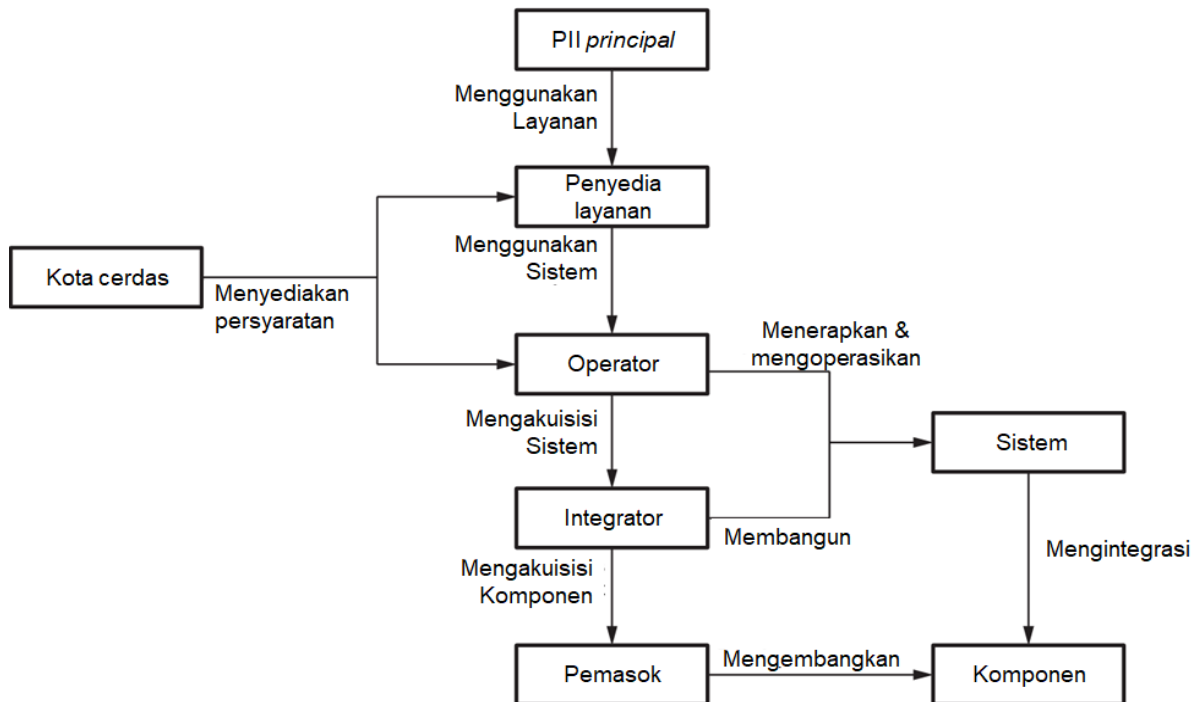 PII principal
Menggunakan
Layanan
Penyedia
layanan
Menggunakan
Sistem
Kota cerdas
Menyediakan
persyaratan
Menerapkan &
mengoperasikan
Operator
Mengakuisisi
Sistem
Sistem
Integrator
Membangun
Mengintegrasi
Mengakuisisi
Komponen
Pemasok
Mengembangkan
Komponen